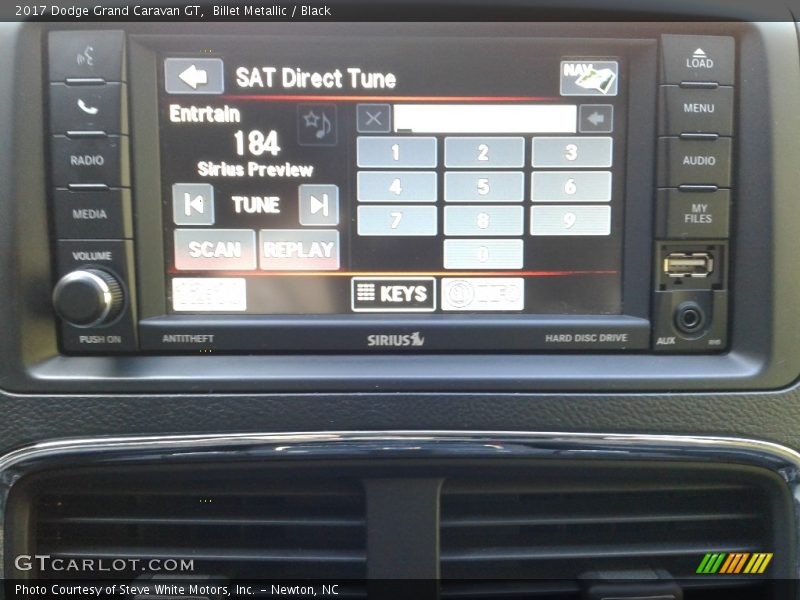 2017 Dodge Grand Caravan GT, Billet Metallic / Black
LOAD
SAT Direct Tune
NAV
Entrtain
184
Sirius Preview
1 2 3
4 5 6
7 8 9
0
TUNE
SCAN REPLAY
KEYS
RADIO
MEDIA
VOLUME
PUSH ON
MENU
AUDIO
MY
FILES
AUX
ANTITHEFT
SIRIUS
HARD DISC DRIVE
GTCARLOT.COM
Photo Courtesy of Steve White Motors, Inc. – Newton, NC